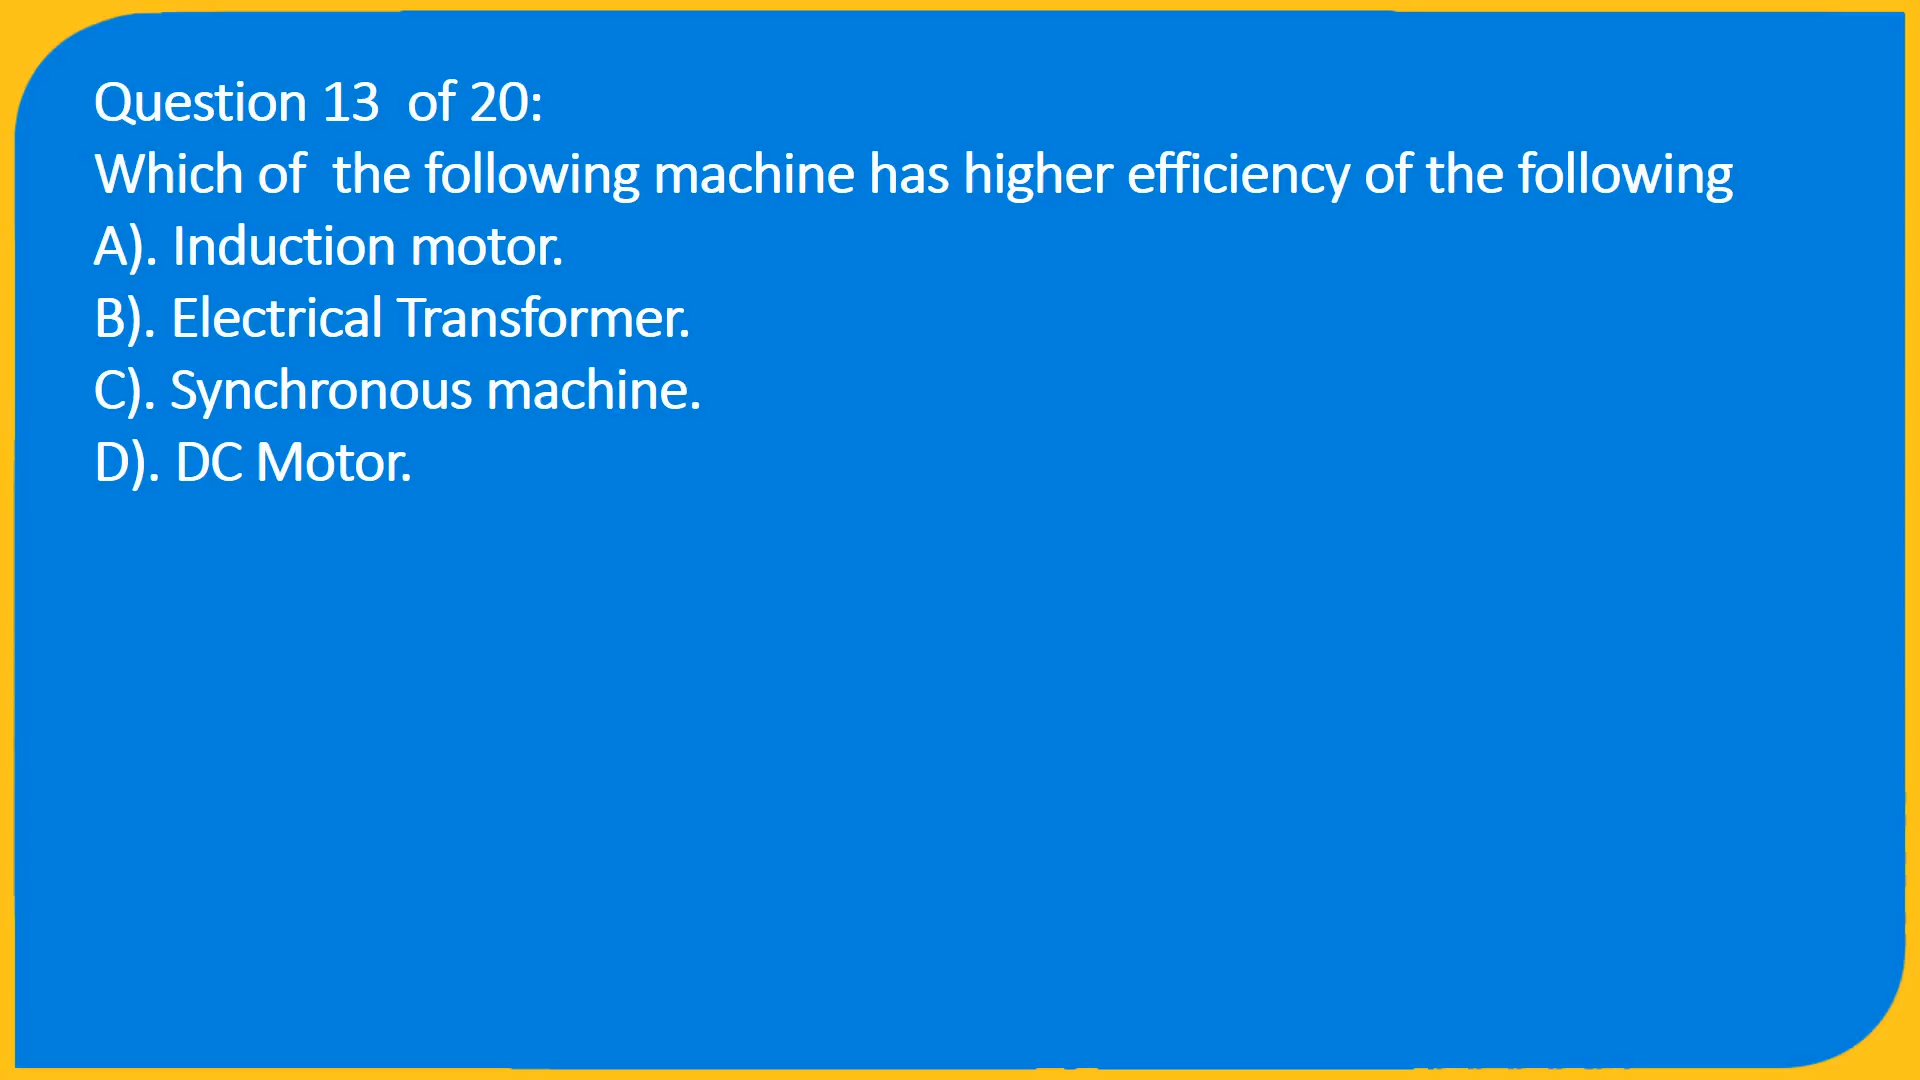 Question 13  of 20:
Which of  the following machine has higher efficiency of the following
A). Induction motor.
B). Electrical Transformer.
C). Synchronous machine.
D). DC Motor.